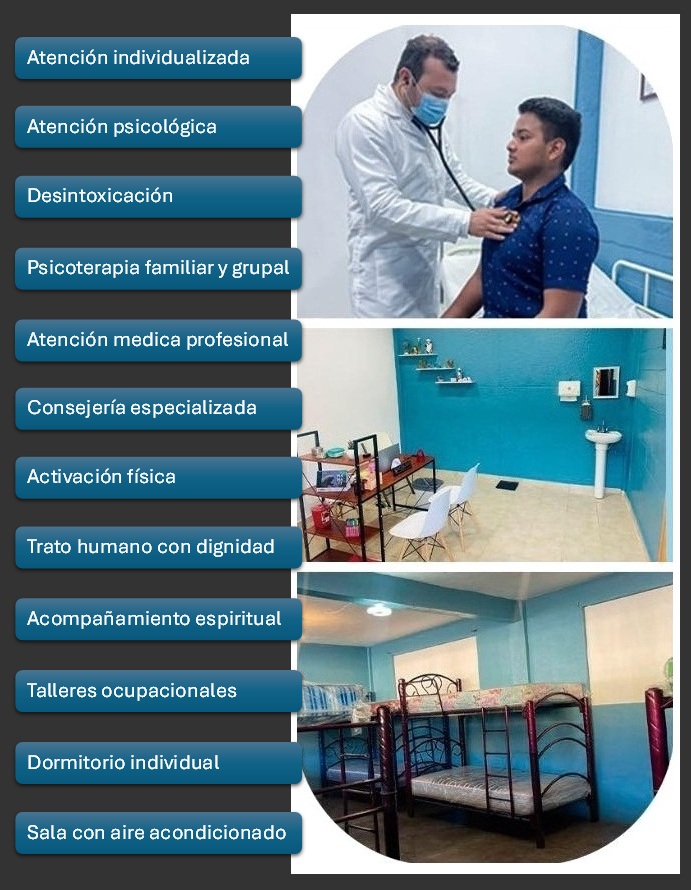 Atención individualizada
Atención psicológica
Desintoxicación
Psicoterapia familiar y grupal
Atención medica profesional
Consejería especializada
Activación física
Trato humano con dignidad
Acompañamiento espiritual
Talleres ocupacionales
Dormitorio individual
Sala con aire acondicionado